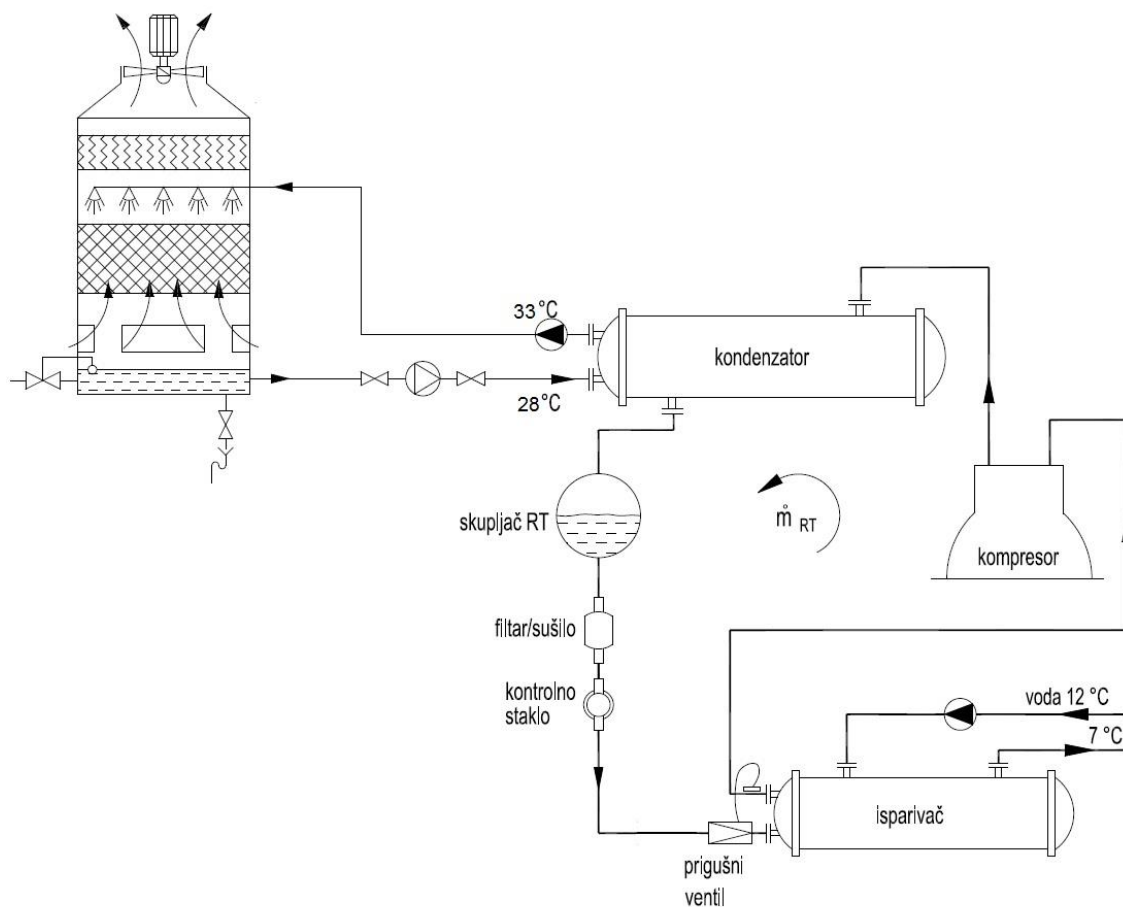 33 °C
kondenzator
28°C
skupljač RT
ṁ RT
kompresor
filtar/sušilo
kontrolno
staklo
voda 12 °C
7 °C
isparivač
prigušni
ventil